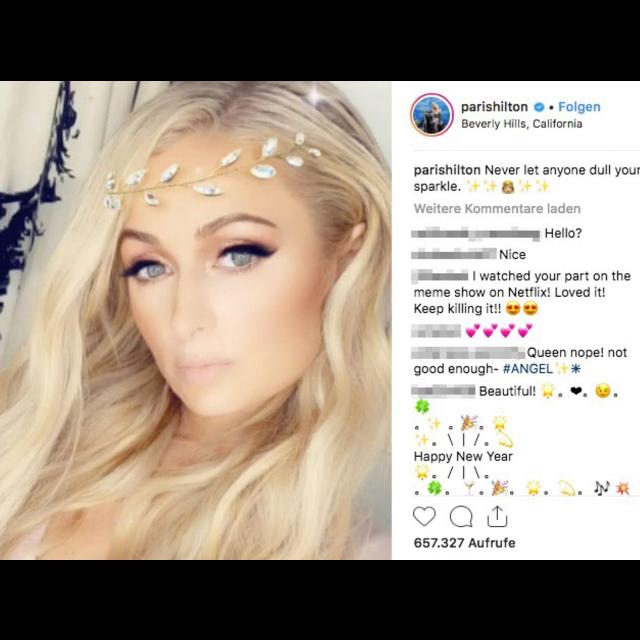 parishilton • Folgen
Beverly Hills, California
parishilton Never let anyone dull your
sparkle. ✨✨👸✨✨
Weitere Kommentare laden
Hello?
Nice
I watched your part on the
meme show on Netflix! Loved it!
Keep killing it!! 😍😍
💕💕💕💕
Queen nope! not
good enough- #ANGEL✨✴
Beautiful! 🌟。❤。😉。
🍀
。✨。🎉。🌟
✨。\ | /。💫
Happy New Year
🌟。/ | \。
。🍀。🍸。🎉。🌟。💫。🎶💥
657.327 Aufrufe